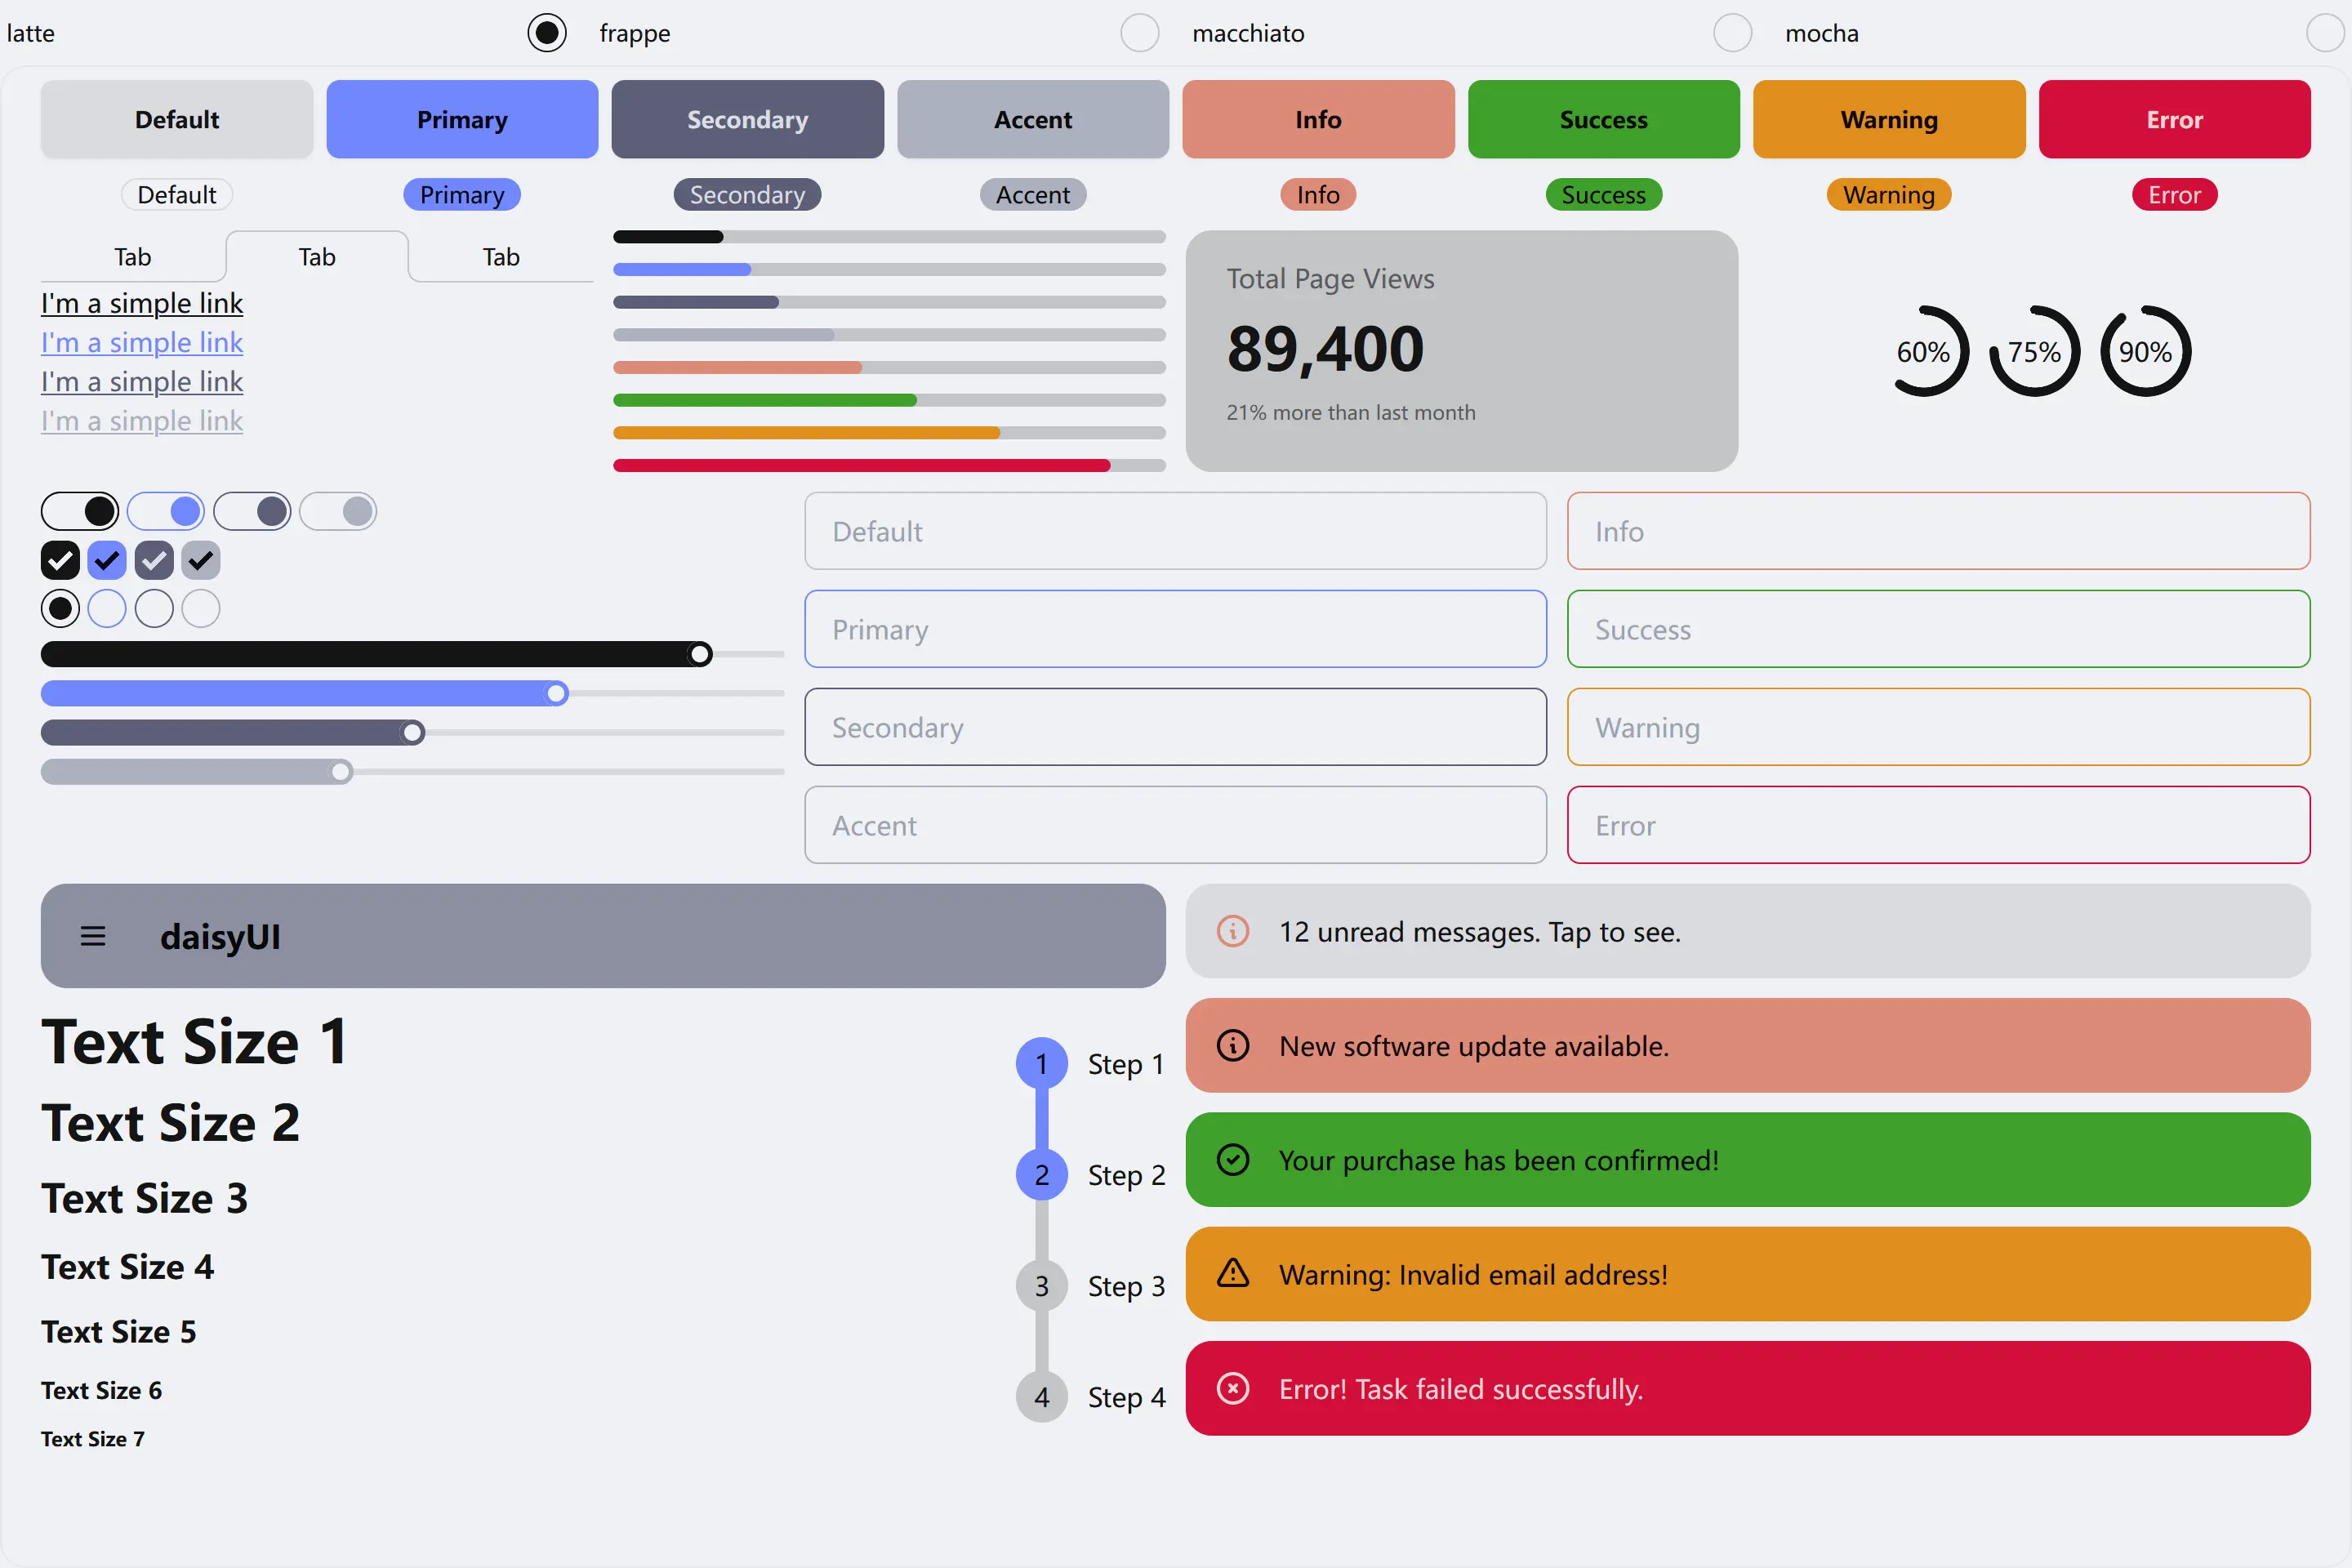 latte frappe macchiato mocha
Default Primary Secondary Accent Info Success Warning Error
Default Primary Secondary Accent Info Success Warning Error
Tab Tab Tab
I'm a simple link
I'm a simple link
I'm a simple link
I'm a simple link
Total Page Views
89,400
21% more than last month
60% 75% 90%
Default
Info
Primary
Success
Secondary
Warning
Accent
Error
daisyUI
Text Size 1
Text Size 2
Text Size 3
Text Size 4
Text Size 5
Text Size 6
Text Size 7
1 Step 1
2 Step 2
3 Step 3
4 Step 4
12 unread messages. Tap to see.
New software update available.
Your purchase has been confirmed!
Warning: Invalid email address!
Error! Task failed successfully.